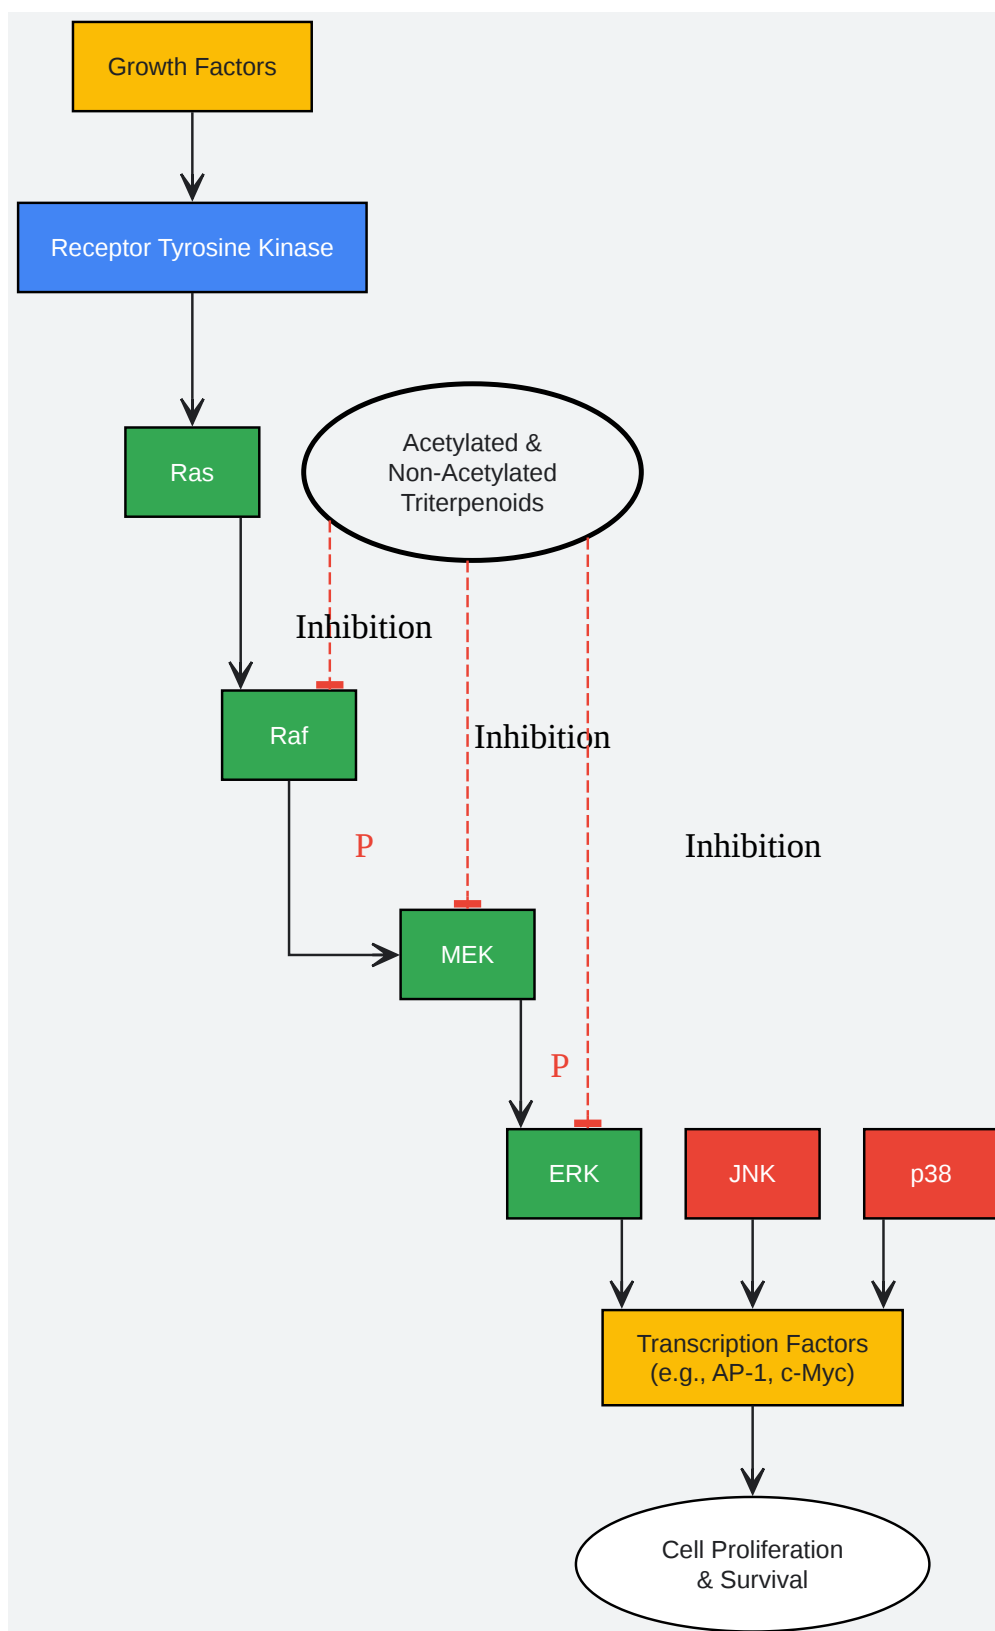 Growth Factors
Receptor Tyrosine Kinase
Ras
Acetylated &
Non-Acetylated
Triterpenoids
Inhibition
Raf
Inhibition
P
Inhibition
MEK
P
ERK
JNK
p38
Transcription Factors
(e.g., AP-1, c-Myc)
Cell Proliferation
& Survival